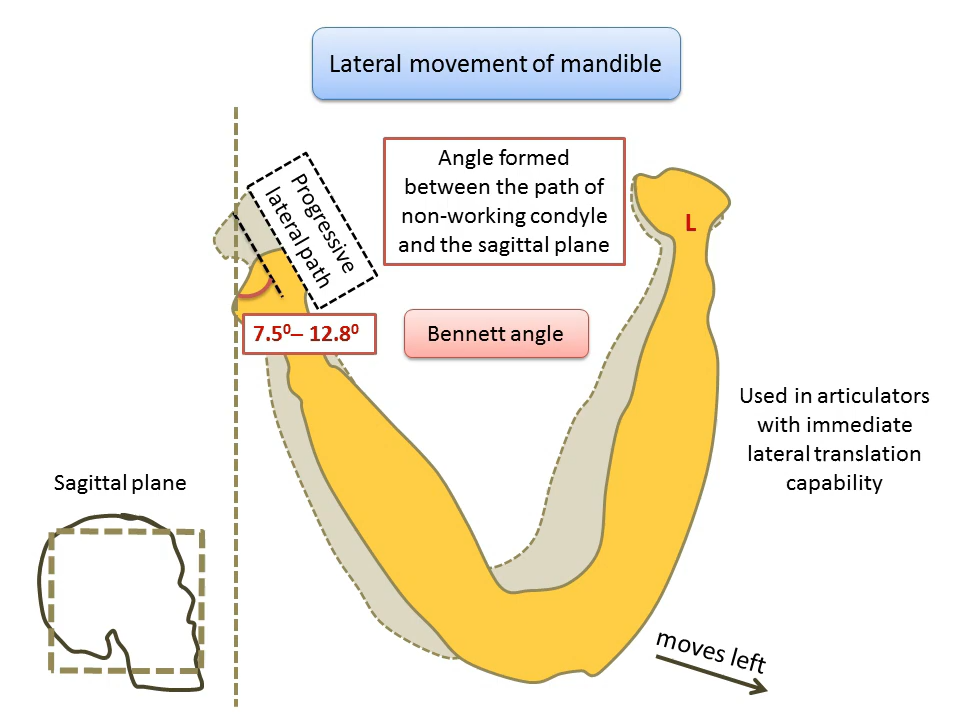 Lateral movement of mandible
Progressive
lateral path
Angle formed
between the path of
non-working condyle
and the sagittal plane
L
7.5⁰– 12.8⁰
Bennett angle
Used in articulators
with immediate
lateral translation
capability
Sagittal plane
moves left